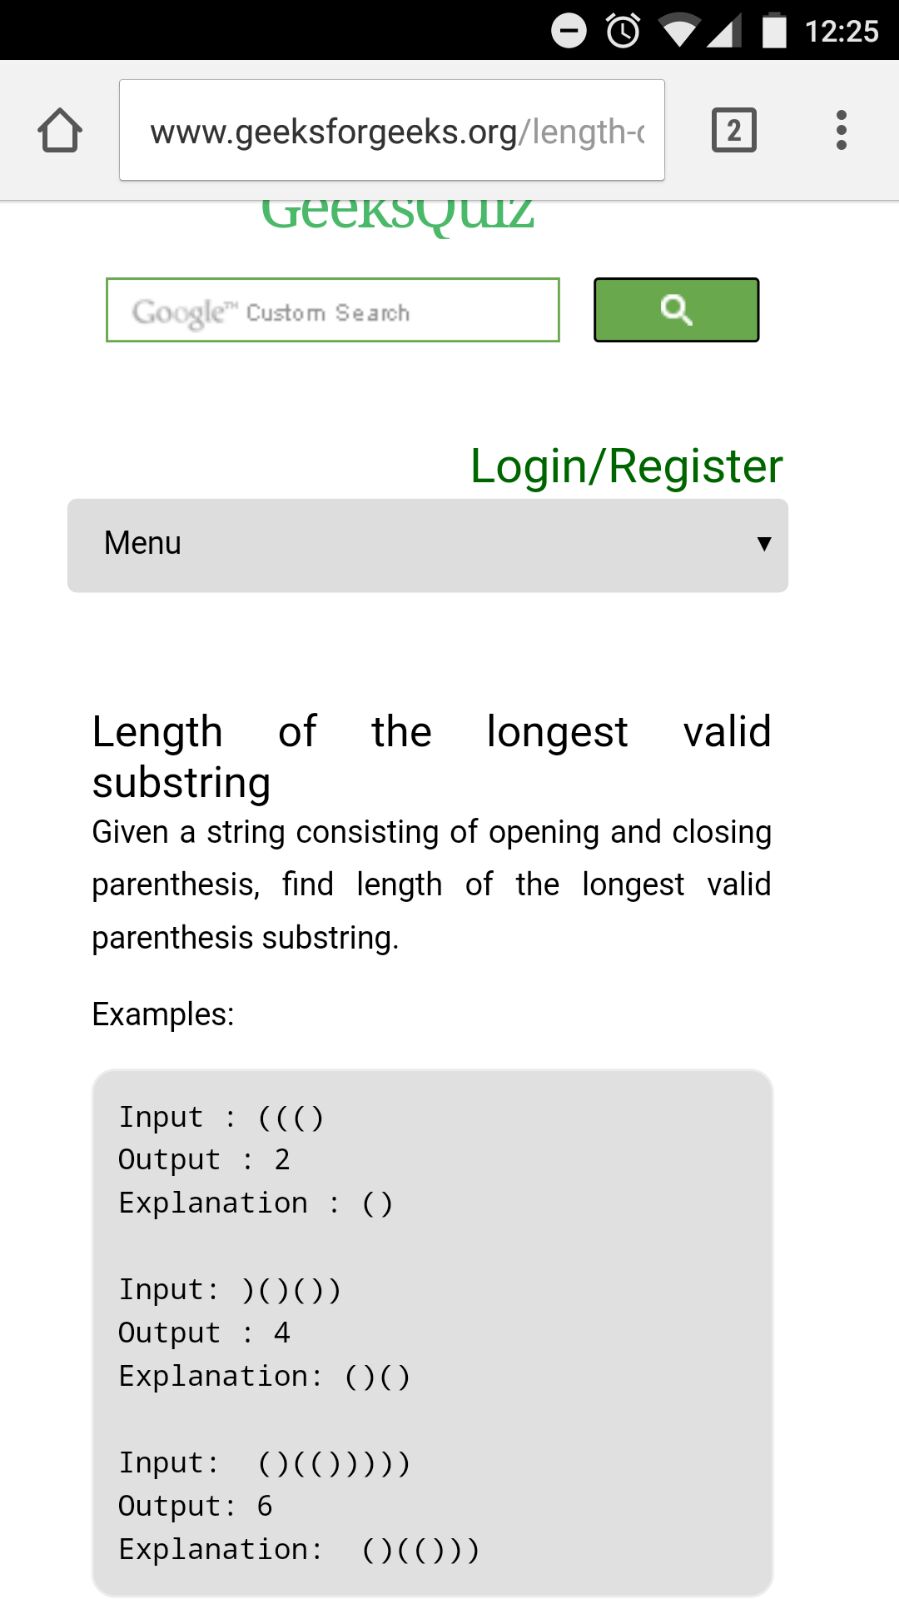 12:25
www.geeksforgeeks.org/length-
2
GeeksQuiz
Google™ Custom Search
Login/Register
Menu
Length of the longest valid
substring
Given a string consisting of opening and closing
parenthesis, find length of the longest valid
parenthesis substring.
Examples:
Input : ((()
Output : 2
Explanation : ()
Input: )()())
Output : 4
Explanation: ()()
Input:  ()(()))))
Output: 6
Explanation:  ()(()))